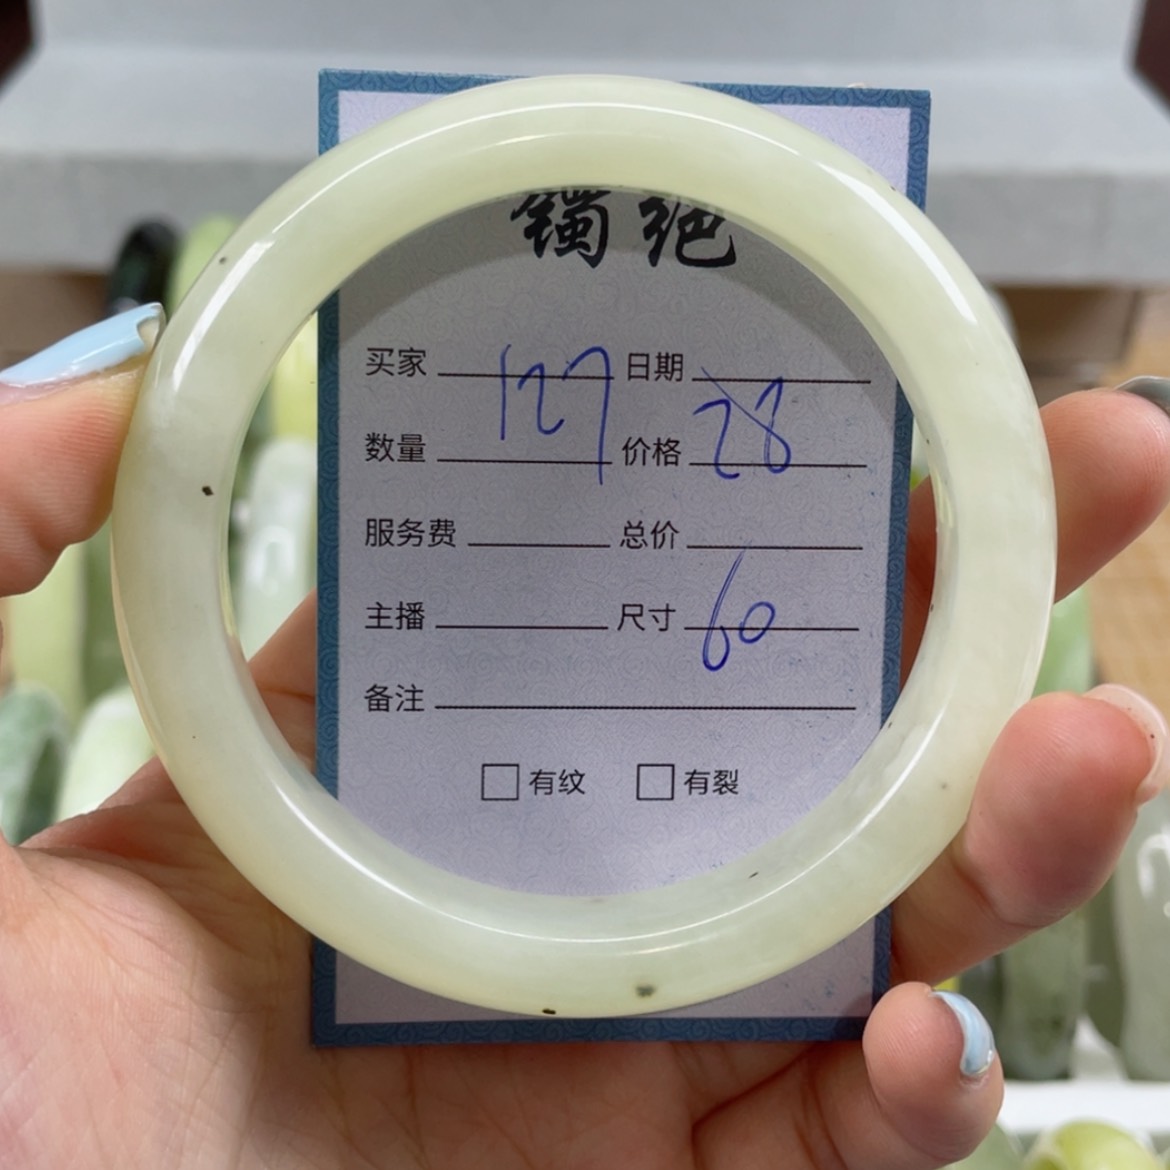 镯绝
买家 127 日期
数量 价格 28
服务费 总价
主播 尺寸 60
备注
□ 有纹 □ 有裂